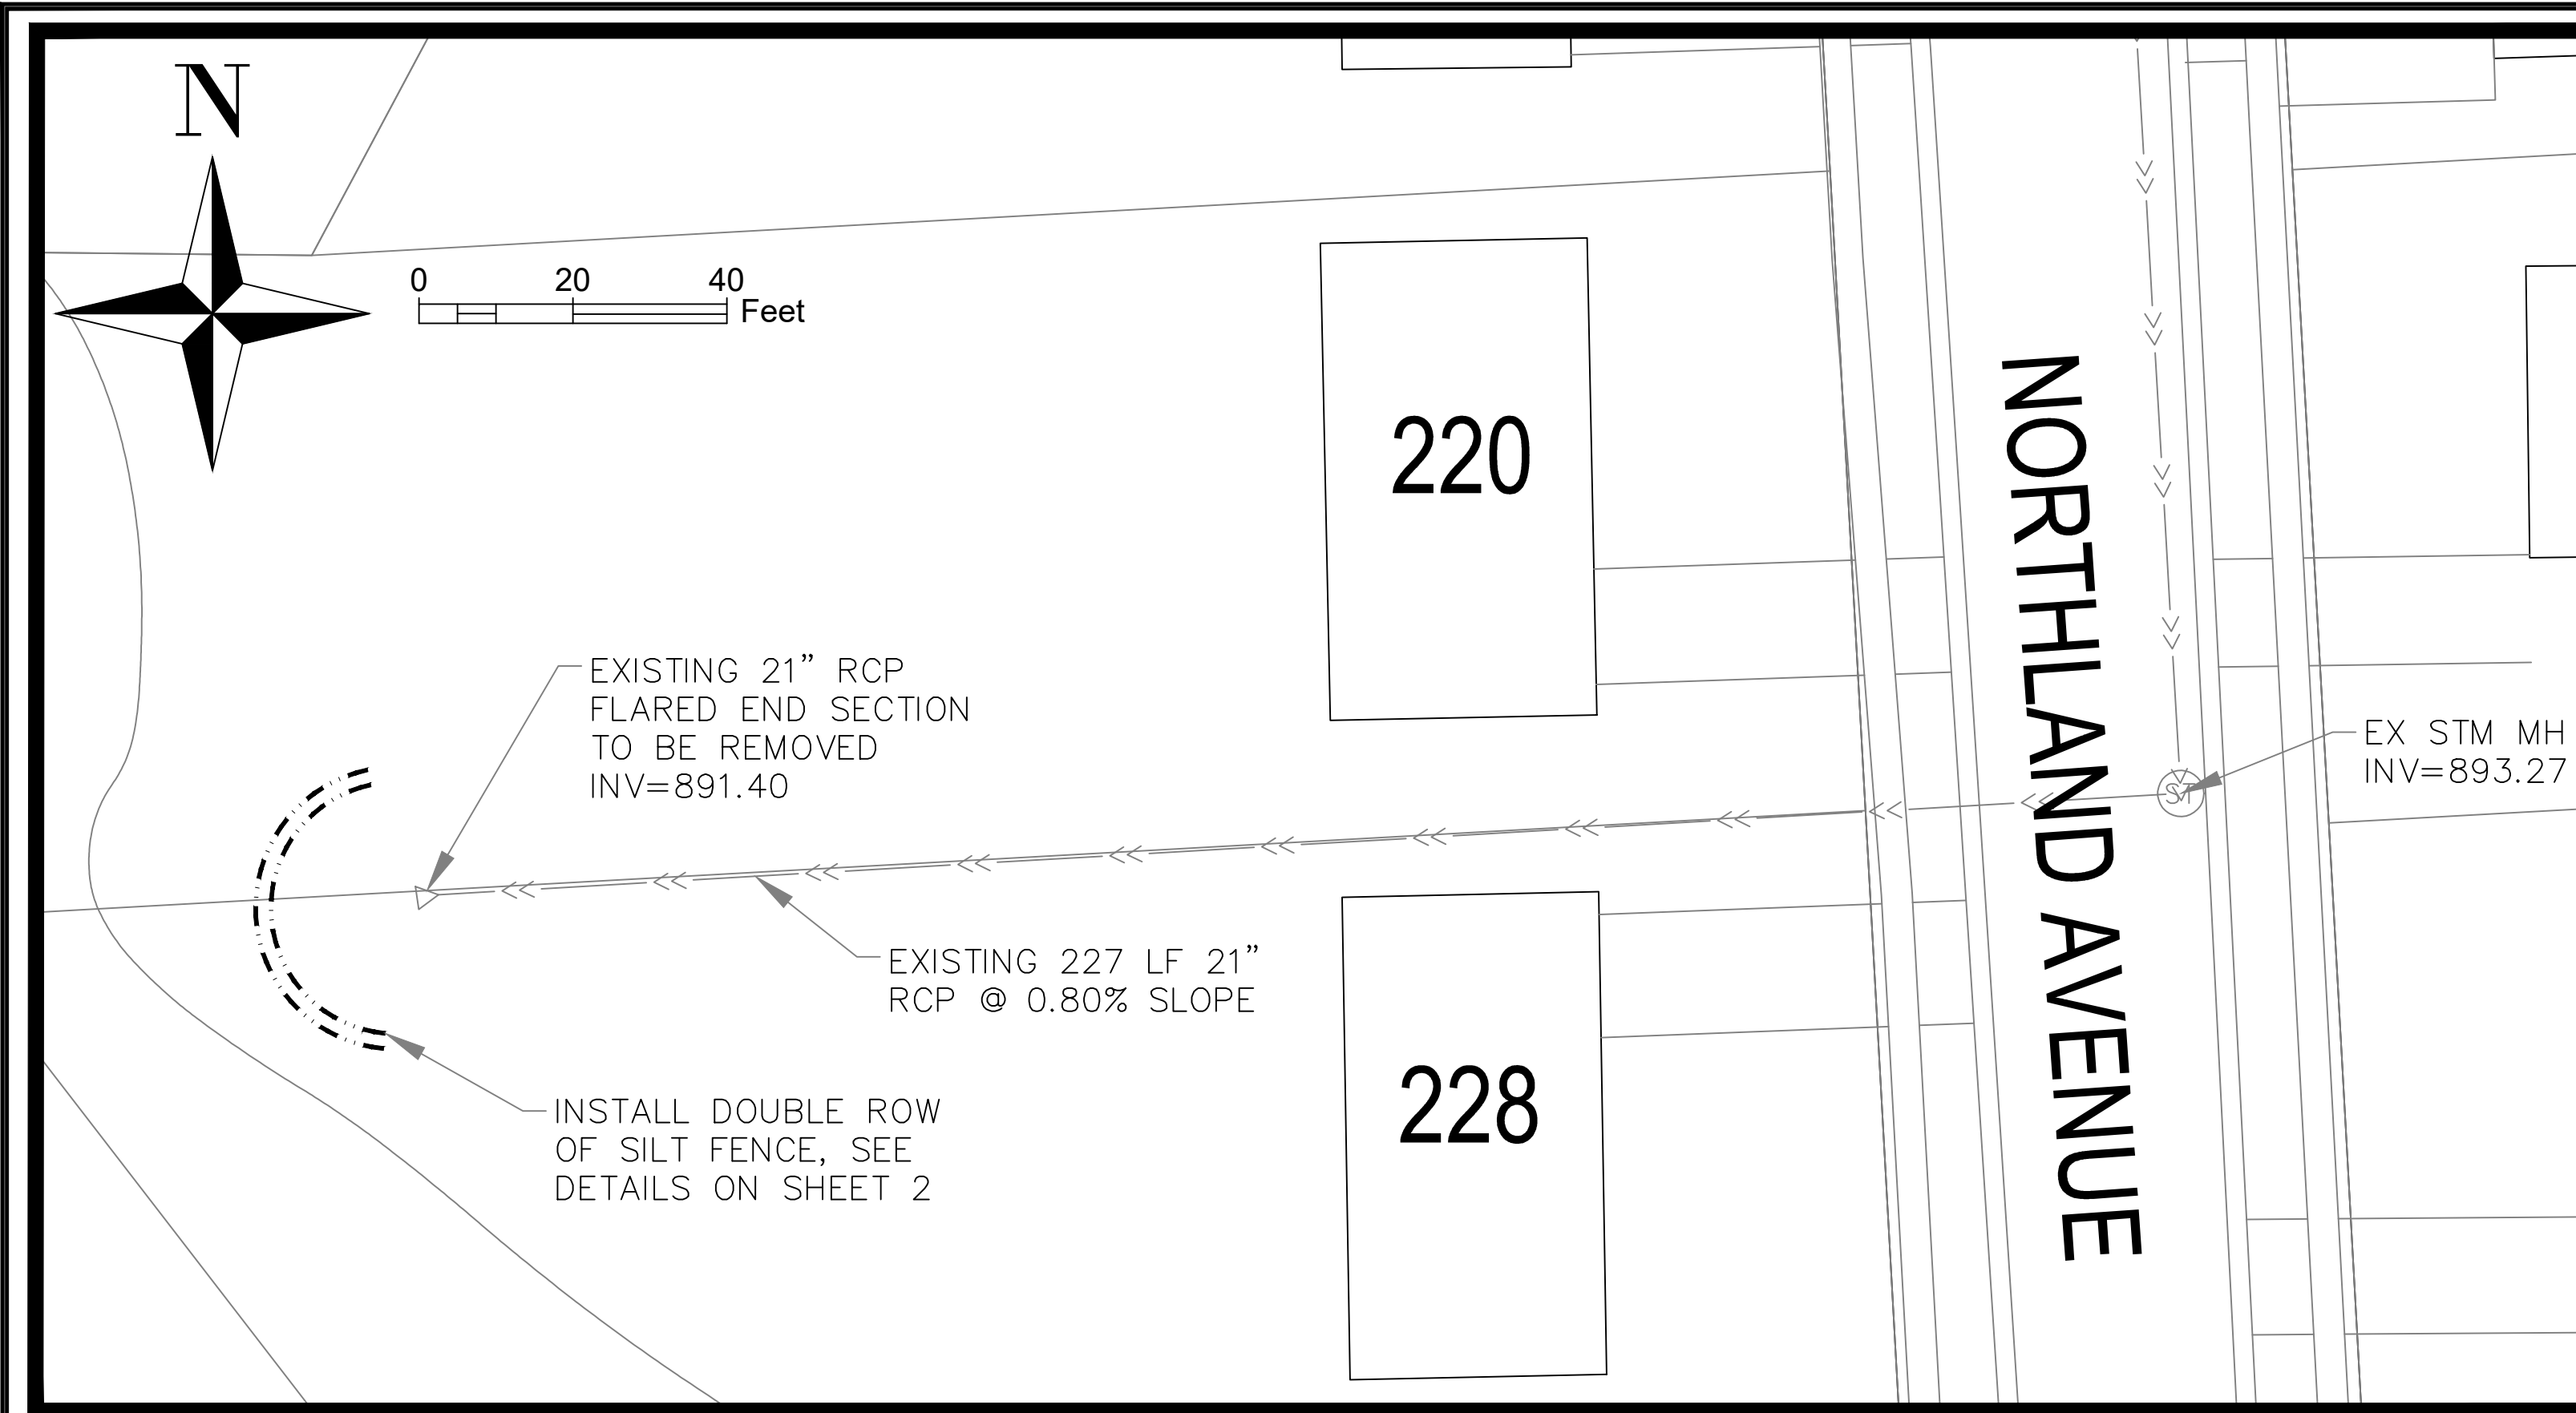 N
0 20 40
Feet
220
NORTHLAND AVENUE
EXISTING 21” RCP
FLARED END SECTION
TO BE REMOVED
INV=891.40
EX STM MH
INV=893.27
ST
EXISTING 227 LF 21”
RCP @ 0.80% SLOPE
228
INSTALL DOUBLE ROW
OF SILT FENCE, SEE
DETAILS ON SHEET 2